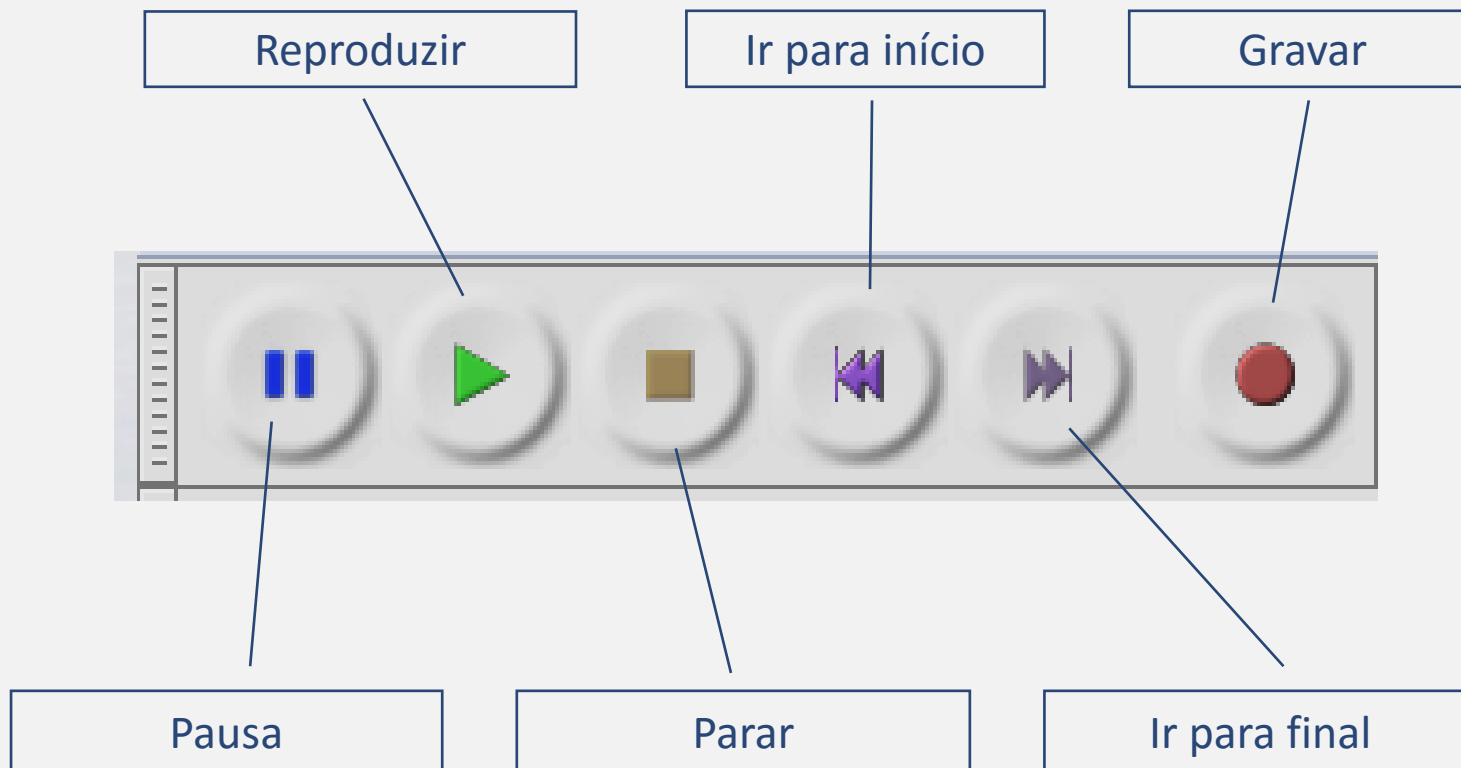 Reproduzir
Ir para início
Gravar
Pausa
Parar
Ir para final